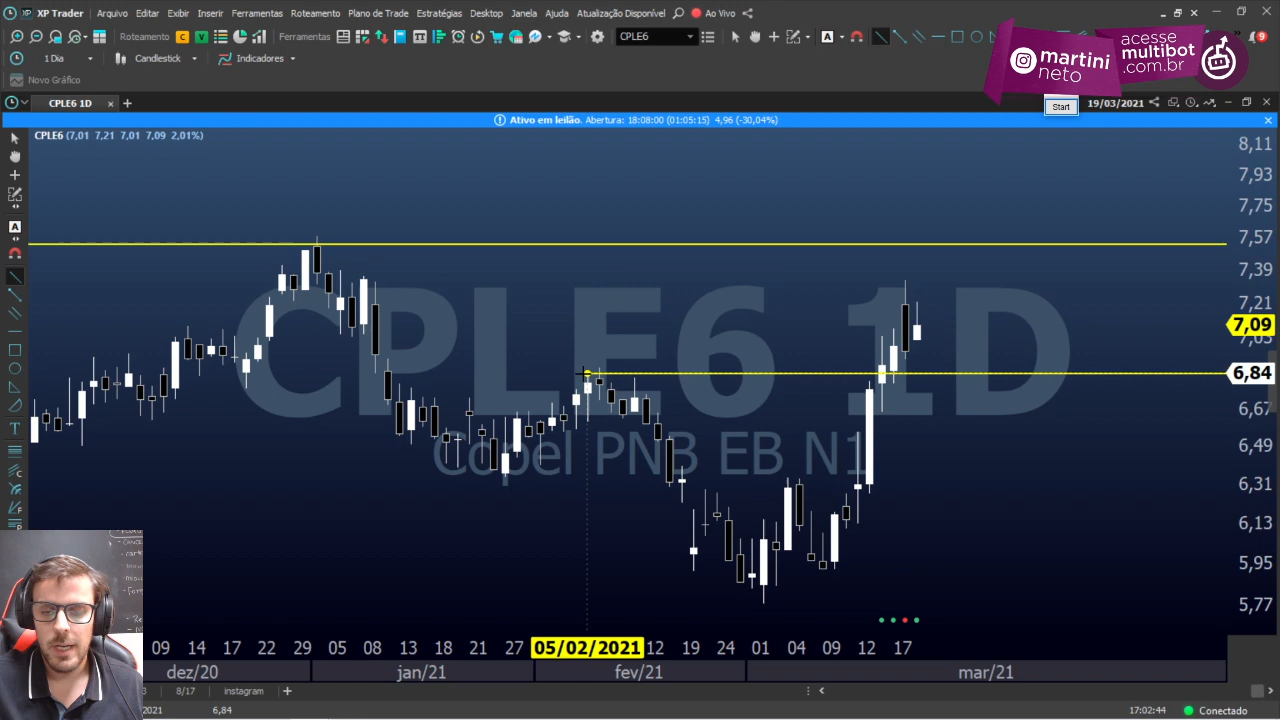 XP Trader Arquivo Editar Exibir Inserir Ferramentas Roteamento Plano de Trade Estratégias Desktop Janela Ajuda Atualização Disponível Ao Vivo
Roteamento C V Ferramentas CPLE6 A 9
martini
neto
acesse
multibot
.com.br
1 Dia Candlestick Indicadores
Novo Gráfico
CPLE6 1D
Start
19/03/2021
Ativo em leilão. Abertura: 18:08:00 (01:05:15) 4,96 (-30,04%)
CPLE6 (7,01 7,21 7,01 7,09 2,01%)
8,11
7,93
7,75
7,57
7,39
7,21
7,09
7,03
6,84
6,67
6,49
6,31
6,13
5,95
5,77
CPLE6 1D
Copel PNB EB N1
A
T
C
F
F
P
09 14 17 22 29 05 08 13 19 22 27 05/02/2021 12 19 24 01 04 09 12 17
dez/20 jan/21 fev/21 mar/21
3 8/17 instagram
2021 6,84 17:02:44 Conectado